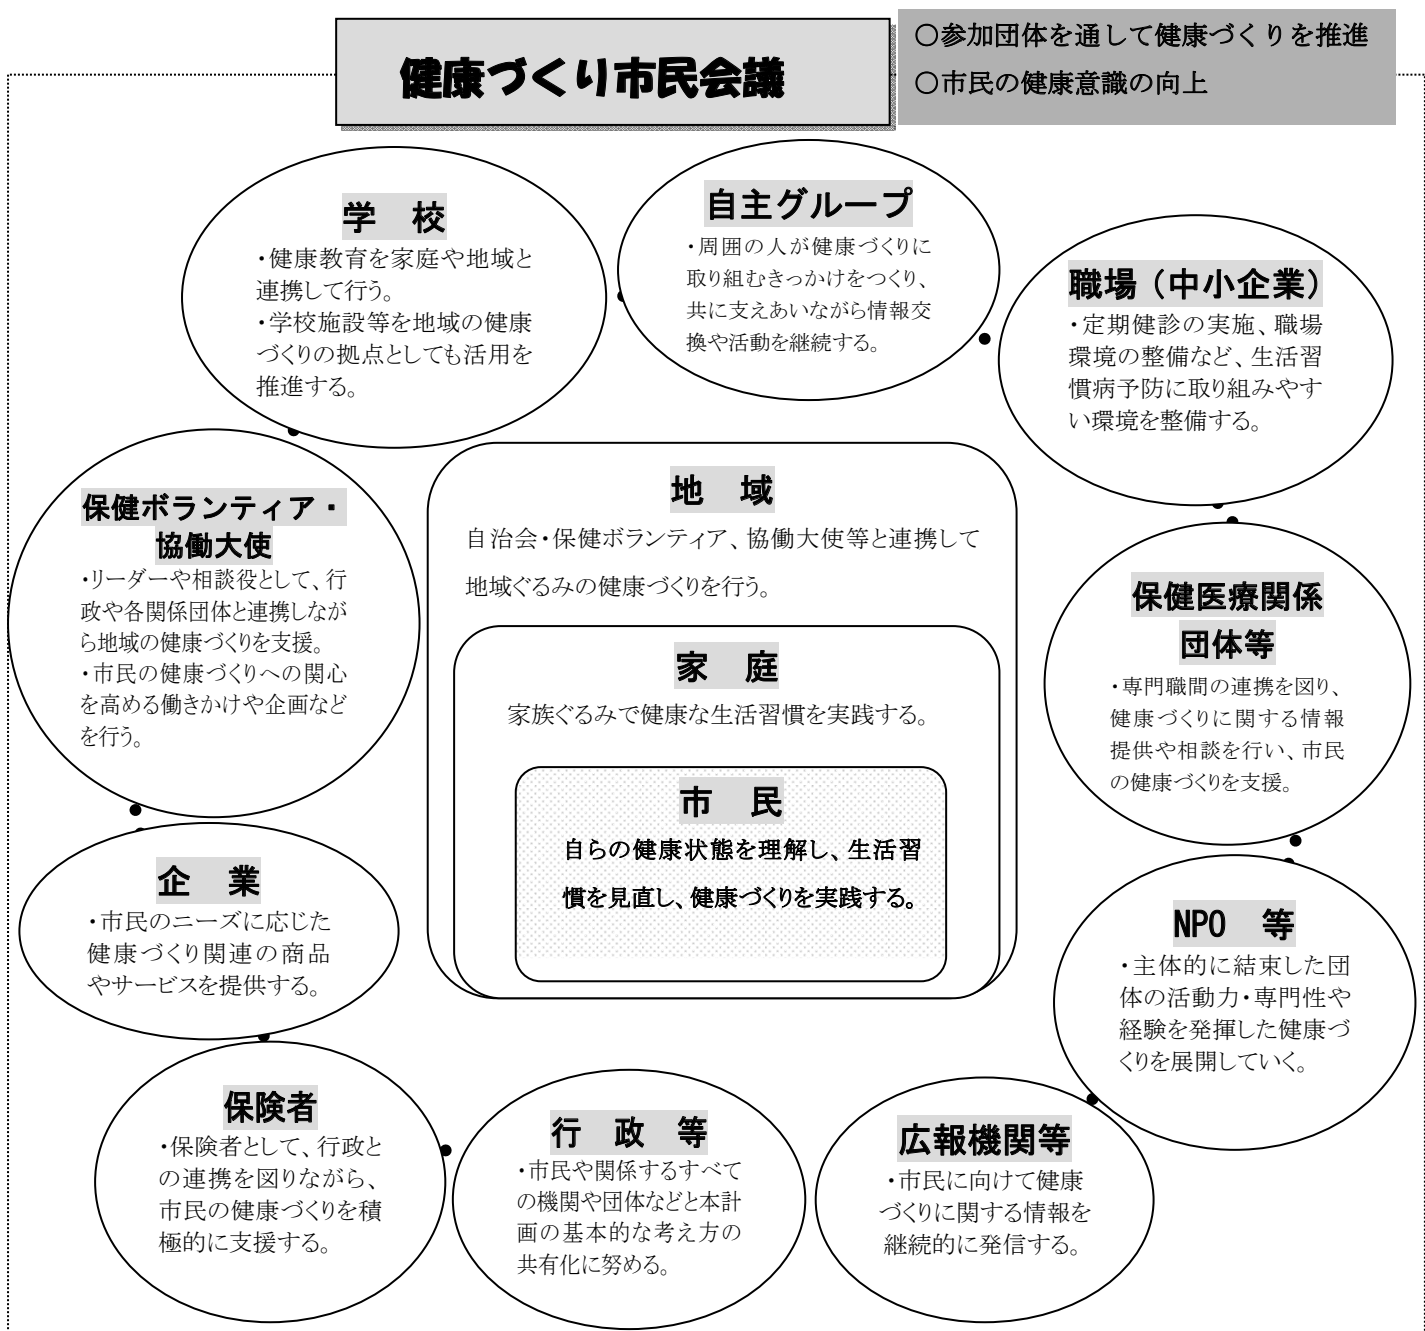 健康づくり市民会議
○参加団体を通して健康づくりを推進
○市民の健康意識の向上
学　校
・健康教育を家庭や地域と
連携して行う。
・学校施設等を地域の健康
づくりの拠点としても活用を
推進する。
自主グループ
・周囲の人が健康づくりに
取り組むきっかけをつくり、
共に支えあいながら情報交
換や活動を継続する。
職場（中小企業）
・定期健診の実施、職場
環境の整備など、生活習
慣病予防に取り組みやす
い環境を整備する。
保健ボランティア・
協働大使
・リーダーや相談役として、行
政や各関係団体と連携しなが
ら地域の健康づくりを支援。
・市民の健康づくりへの関心
を高める働きかけや企画など
を行う。
地　域
自治会・保健ボランティア、協働大使等と連携して
地域ぐるみの健康づくりを行う。
家　庭
家族ぐるみで健康な生活習慣を実践する。
市　民
自らの健康状態を理解し、生活習
慣を見直し、健康づくりを実践する。
保健医療関係
団体等
・専門職間の連携を図り、
健康づくりに関する情報
提供や相談を行い、市民
の健康づくりを支援。
企　業
・市民のニーズに応じた
健康づくり関連の商品
やサービスを提供する。
NPO　等
・主体的に結束した団
体の活動力・専門性や
経験を発揮した健康づ
くりを展開していく。
保険者
・保険者として、行政と
の連携を図りながら、
市民の健康づくりを積
極的に支援する。
行　政　等
・市民や関係するすべて
の機関や団体などと本計
画の基本的な考え方の
共有化に努める。
広報機関等
・市民に向けて健康
づくりに関する情報を
継続的に発信する。